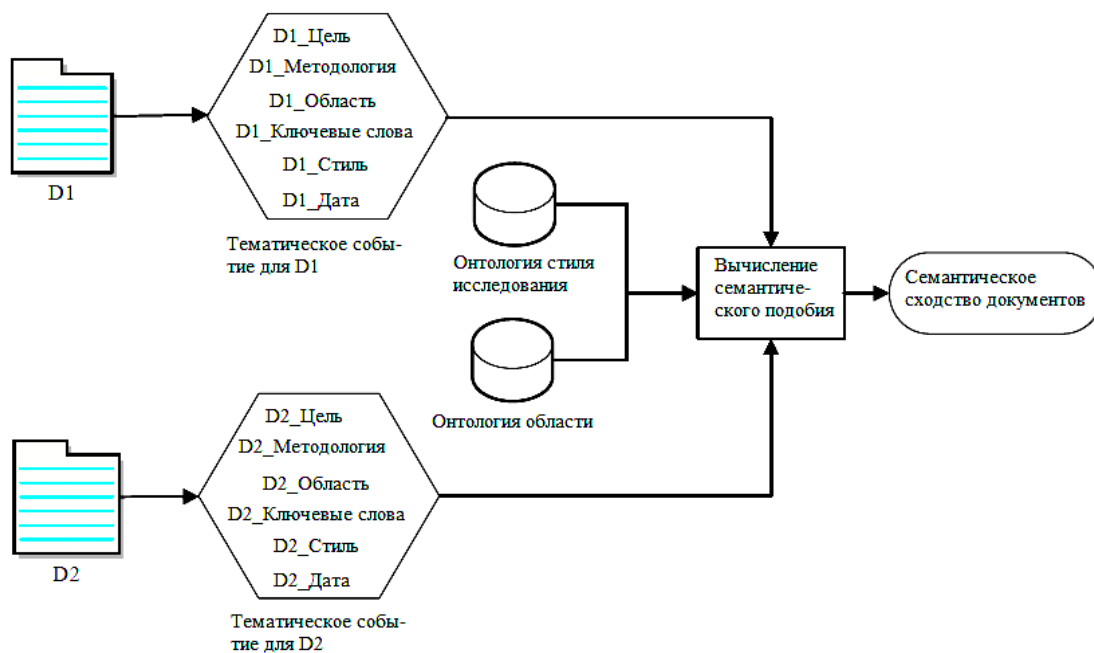 D1_Цель
D1_Методология
D1_Область
D1_Ключевые слова
D1_Стиль
D1_Дата
D1
Тематическое собы-
тие для D1
Онтология стиля
исследования
Вычисление
семантиче-
ского подобия
Семантическое
сходство документов
Онтология области
D2_Цель
D2_Методология
D2_Область
D2_Ключевые слова
D2_Стиль
D2_Дата
D2
Тематическое собы-
тие для D2